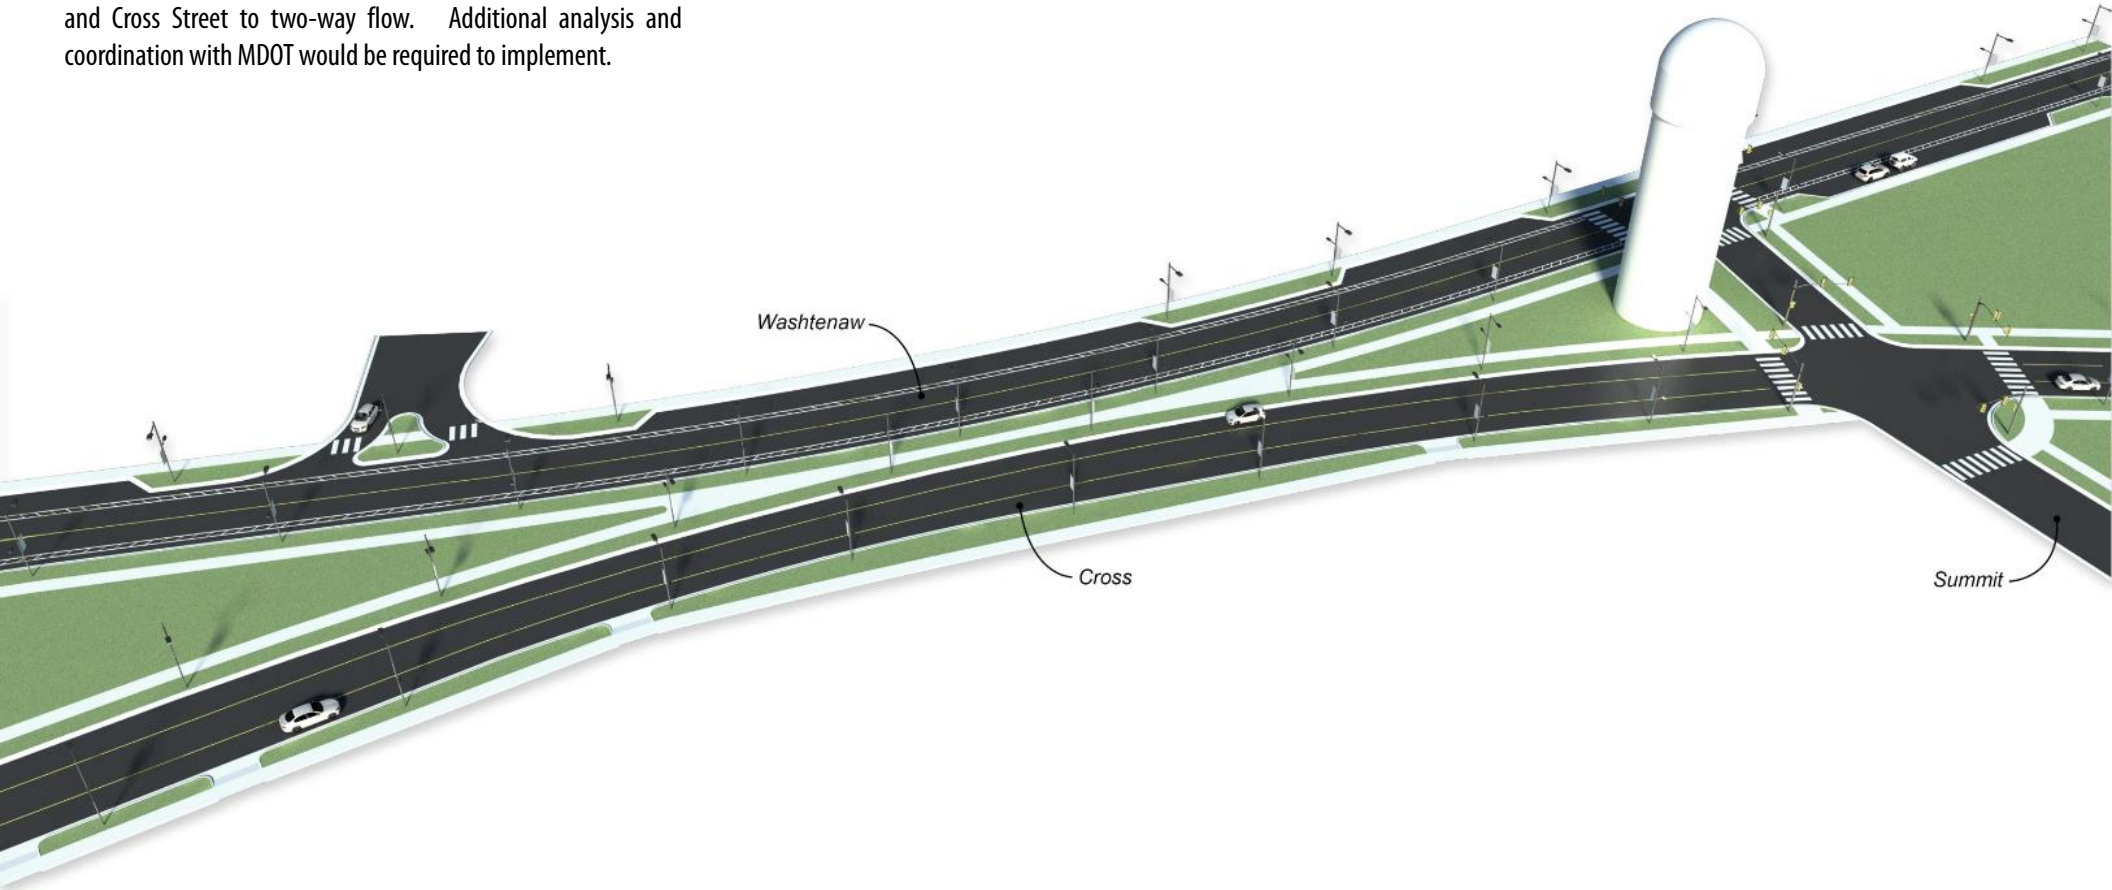 and Cross Street to two-way flow. Additional analysis and
coordination with MDOT would be required to implement.
Washtenaw
Cross
Summit